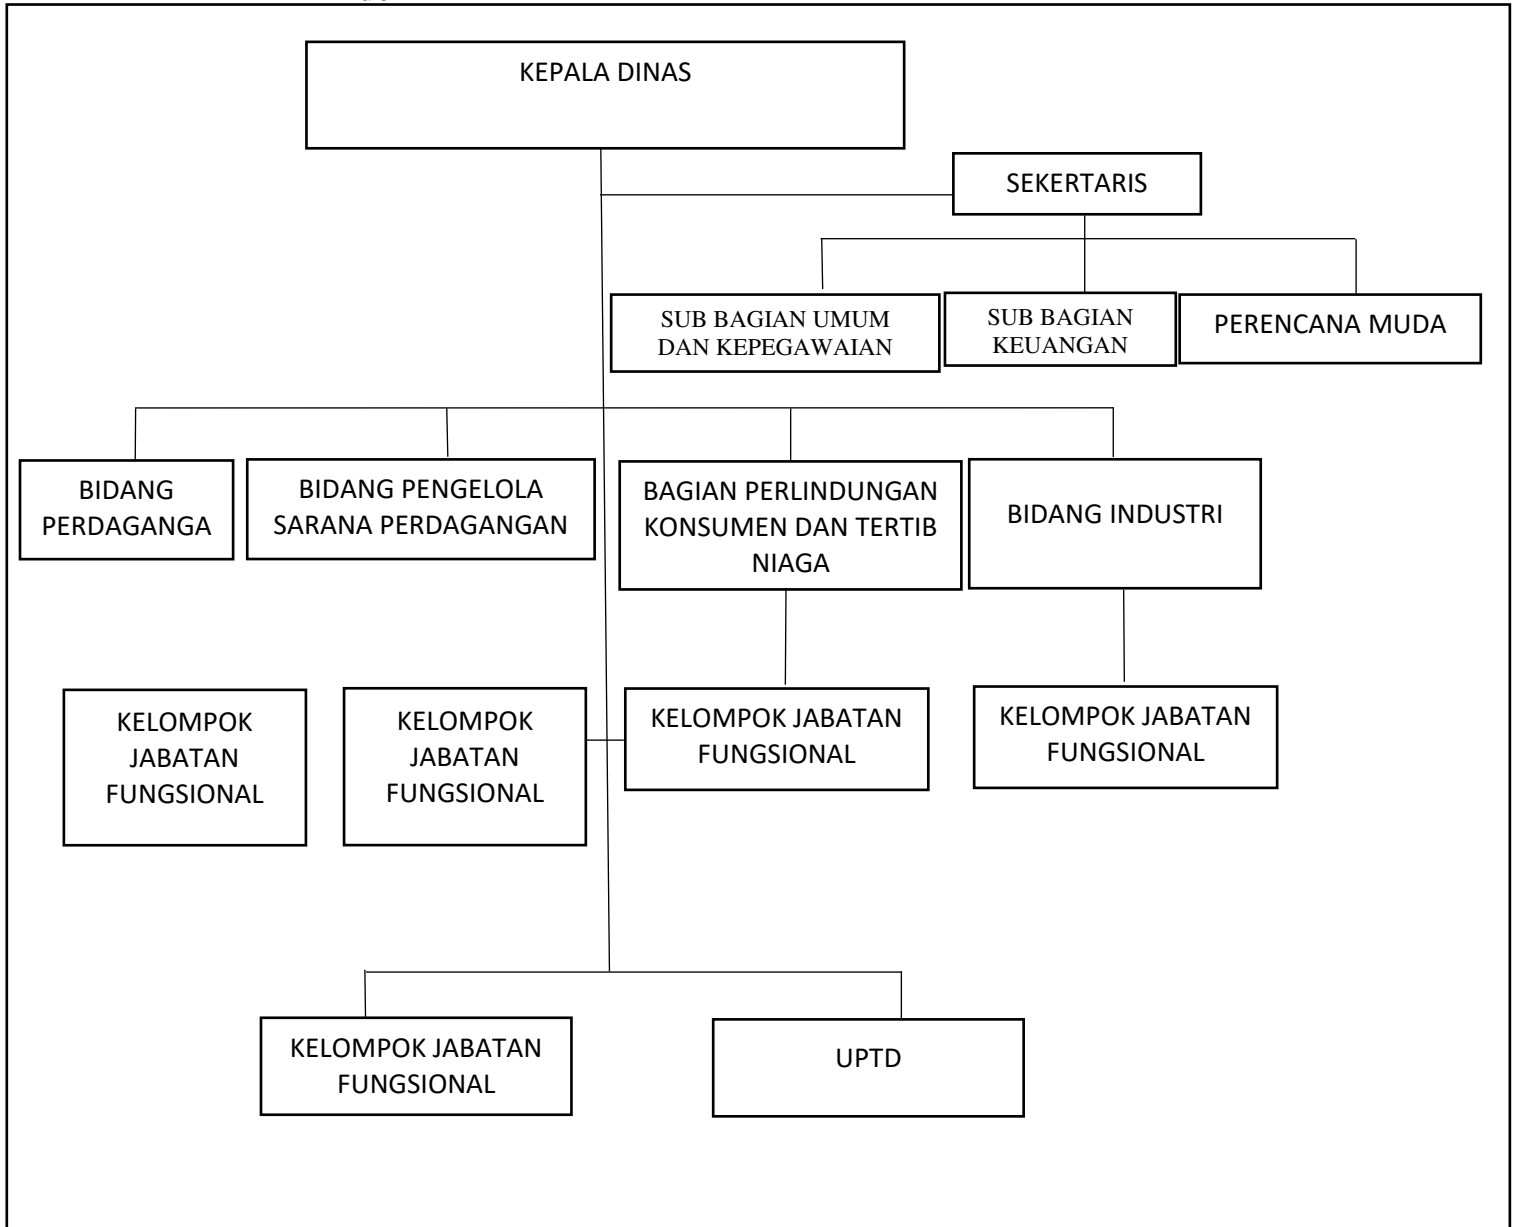 KEPALA DINAS
SEKERTARIS
SUB BAGIAN UMUM
DAN KEPEGAWAIAN
SUB BAGIAN
KEUANGAN
PERENCANA MUDA
BIDANG
PERDAGANGA
BIDANG PENGELOLA
SARANA PERDAGANGAN
BAGIAN PERLINDUNGAN
KONSUMEN DAN TERTIB
NIAGA
BIDANG INDUSTRI
KELOMPOK
JABATAN
FUNGSIONAL
KELOMPOK
JABATAN
FUNGSIONAL
KELOMPOK JABATAN
FUNGSIONAL
KELOMPOK JABATAN
FUNGSIONAL
KELOMPOK JABATAN
FUNGSIONAL
UPTD